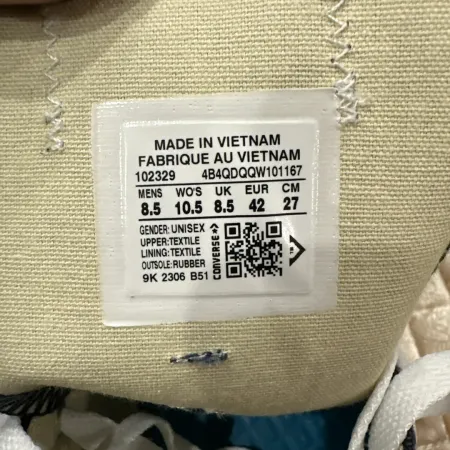 MADE IN VIETNAM
FABRIQUE AU VIETNAM
102329 4B4QDQQW101167
MENS WO'S UK EUR CM
8.5 10.5 8.5 42 27
GENDER: UNISEX
UPPER:TEXTILE
LINING:TEXTILE
OUTSOLE:RUBBER
9K 2306 B51
CONVERSE